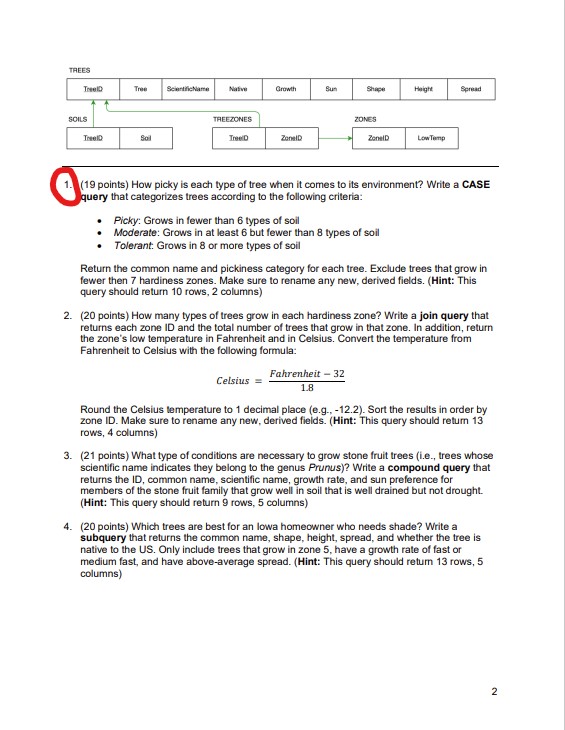 TREES
TreeID Tree ScientificName Native Growth Sun Shape Height Spread
SOILS TREEZONES ZONES
TreeID Soil TreeID ZoneID ZoneID LowTemp
1. (19 points) How picky is each type of tree when it comes to its environment? Write a CASE
query that categorizes trees according to the following criteria:
• Picky: Grows in fewer than 6 types of soil
• Moderate: Grows in at least 6 but fewer than 8 types of soil
• Tolerant: Grows in 8 or more types of soil
Return the common name and pickiness category for each tree. Exclude trees that grow in
fewer then 7 hardiness zones. Make sure to rename any new, derived fields. (Hint: This
query should return 10 rows, 2 columns)
2. (20 points) How many types of trees grow in each hardiness zone? Write a join query that
returns each zone ID and the total number of trees that grow in that zone. In addition, return
the zone's low temperature in Fahrenheit and in Celsius. Convert the temperature from
Fahrenheit to Celsius with the following formula:
Celsius = Fahrenheit − 32
1.8
Round the Celsius temperature to 1 decimal place (e.g., -12.2). Sort the results in order by
zone ID. Make sure to rename any new, derived fields. (Hint: This query should return 13
rows, 4 columns)
3. (21 points) What type of conditions are necessary to grow stone fruit trees (i.e., trees whose
scientific name indicates they belong to the genus Prunus)? Write a compound query that
returns the ID, common name, scientific name, growth rate, and sun preference for
members of the stone fruit family that grow well in soil that is well drained but not drought.
(Hint: This query should return 9 rows, 5 columns)
4. (20 points) Which trees are best for an Iowa homeowner who needs shade? Write a
subquery that returns the common name, shape, height, spread, and whether the tree is
native to the US. Only include trees that grow in zone 5, have a growth rate of fast or
medium fast, and have above-average spread. (Hint: This query should return 13 rows, 5
columns)
2